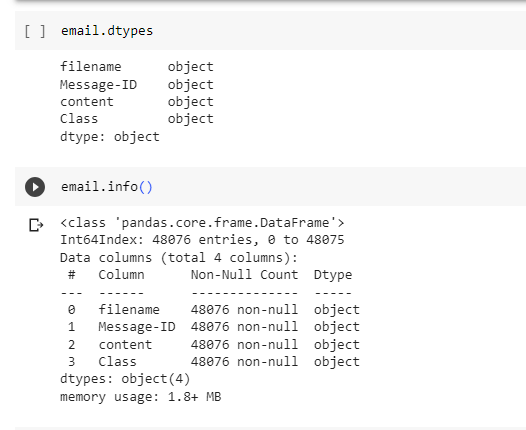 [ ] email.dtypes
filename      object
Message-ID    object
content       object
Class         object
dtype: object
email.info()
<class 'pandas.core.frame.DataFrame'>
Int64Index: 48076 entries, 0 to 48075
Data columns (total 4 columns):
 #   Column      Non-Null Count  Dtype
---  ------      --------------  -----
 0   filename    48076 non-null  object
 1   Message-ID  48076 non-null  object
 2   content     48076 non-null  object
 3   Class       48076 non-null  object
dtypes: object(4)
memory usage: 1.8+ MB